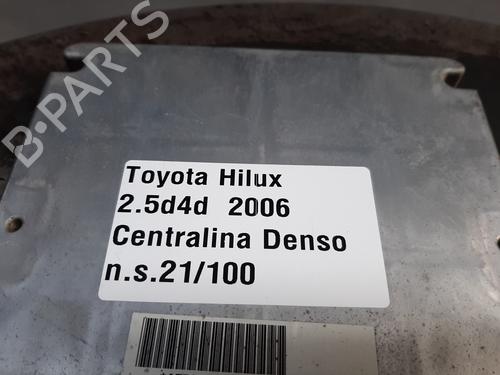 B-PARTS
Toyota Hilux
2.5d4d 2006
Centralina Denso
n.s.21/100